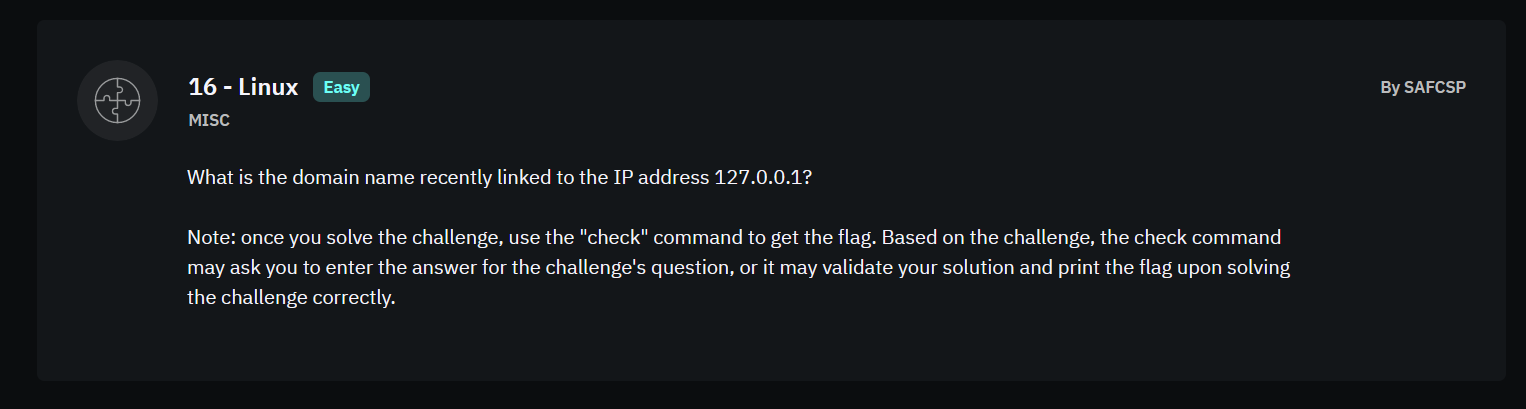 16 - Linux Easy By SAFCSP
MISC
What is the domain name recently linked to the IP address 127.0.0.1?
Note: once you solve the challenge, use the "check" command to get the flag. Based on the challenge, the check command
may ask you to enter the answer for the challenge's question, or it may validate your solution and print the flag upon solving
the challenge correctly.